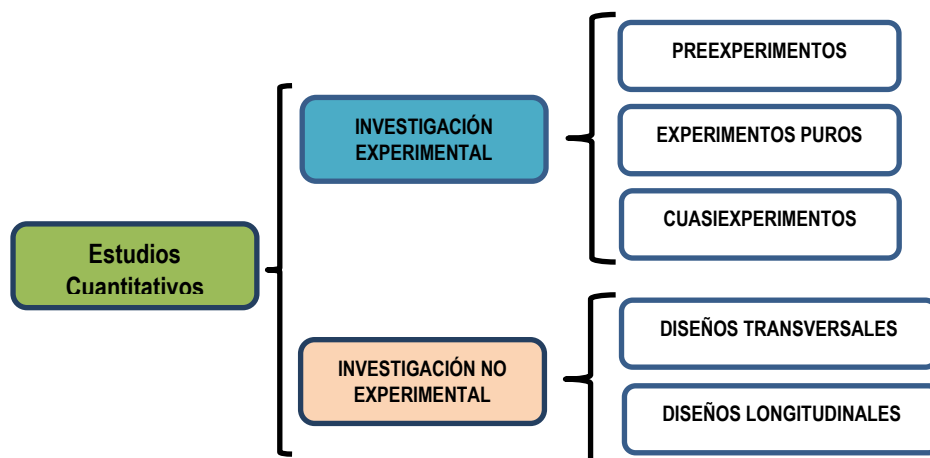 Estudios
Cuantitativos
INVESTIGACIÓN
EXPERIMENTAL
PREEXPERIMENTOS
EXPERIMENTOS PUROS
CUASIEXPERIMENTOS
INVESTIGACIÓN NO
EXPERIMENTAL
DISEÑOS TRANSVERSALES
DISEÑOS LONGITUDINALES